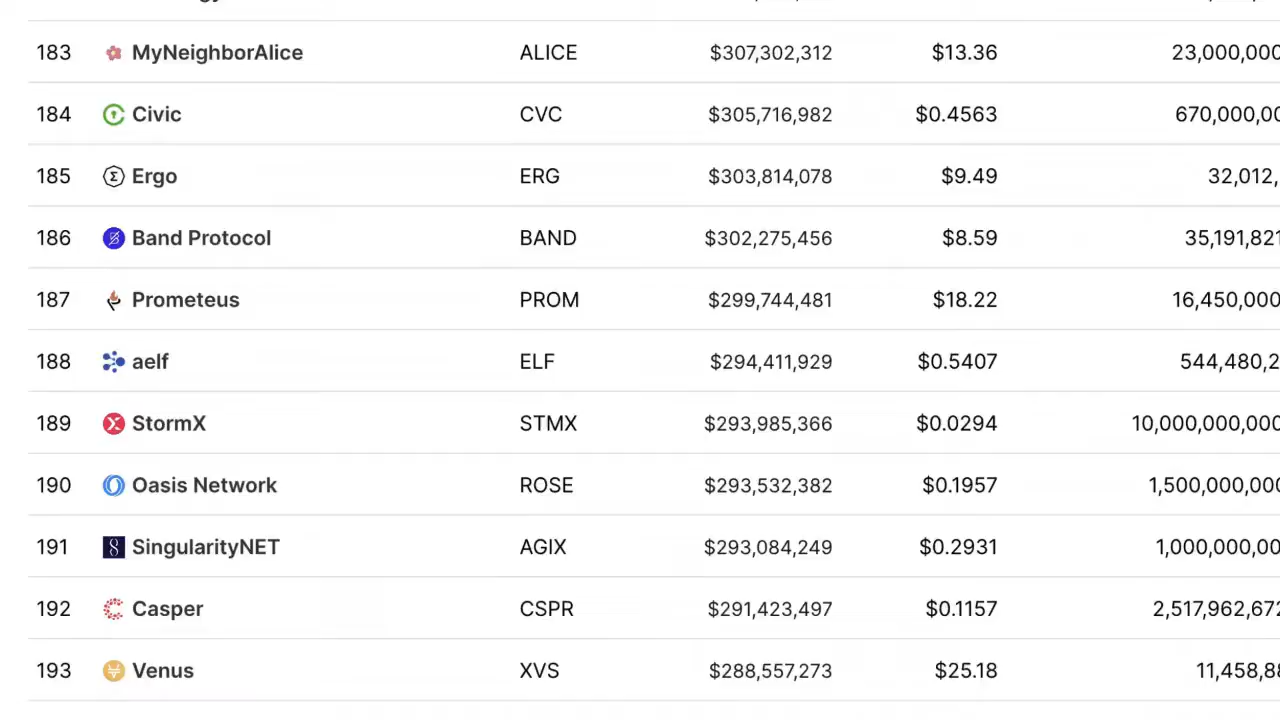 183 MyNeighborAlice ALICE $307,302,312 $13.36 23,000,000
184 Civic CVC $305,716,982 $0.4563 670,000,00
185 Ergo ERG $303,814,078 $9.49 32,012,
186 Band Protocol BAND $302,275,456 $8.59 35,191,821
187 Prometeus PROM $299,744,481 $18.22 16,450,000
188 aelf ELF $294,411,929 $0.5407 544,480,2
189 StormX STMX $293,985,366 $0.0294 10,000,000,000
190 Oasis Network ROSE $293,532,382 $0.1957 1,500,000,000
191 SingularityNET AGIX $293,084,249 $0.2931 1,000,000,00
192 Casper CSPR $291,423,497 $0.1157 2,517,962,672
193 Venus XVS $288,557,273 $25.18 11,458,88